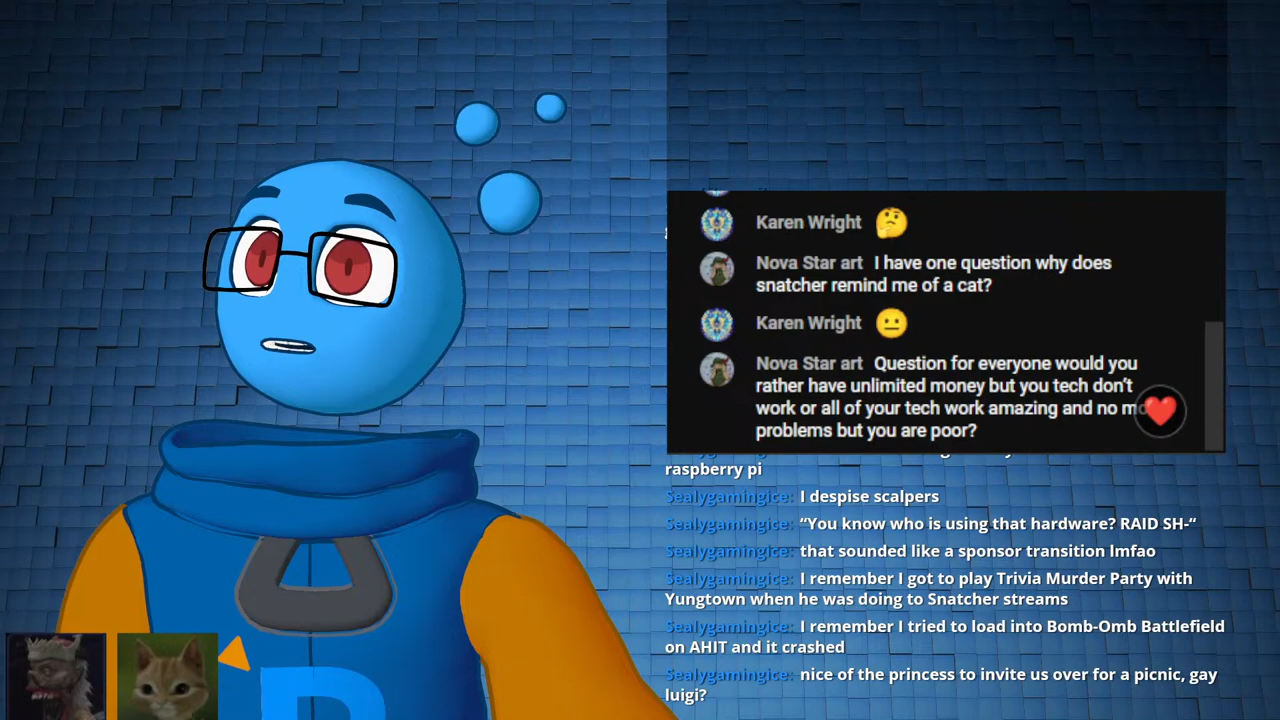 Karen Wright 🤔
Nova Star art I have one question why does
snatcher remind me of a cat?
Karen Wright 😐
Nova Star art Question for everyone would you
rather have unlimited money but you tech don't
work or all of your tech work amazing and no
problems but you are poor?
raspberry pi
Sealygamingice: I despise scalpers
Sealygamingice: “You know who is using that hardware? RAID SH-“
Sealygamingice: that sounded like a sponsor transition lmfao
Sealygamingice: I remember I got to play Trivia Murder Party with
Yungtown when he was doing to Snatcher streams
Sealygamingice: I remember I tried to load into Bomb-Omb Battlefield
on AHIT and it crashed
Sealygamingice: nice of the princess to invite us over for a picnic, gay
luigi?